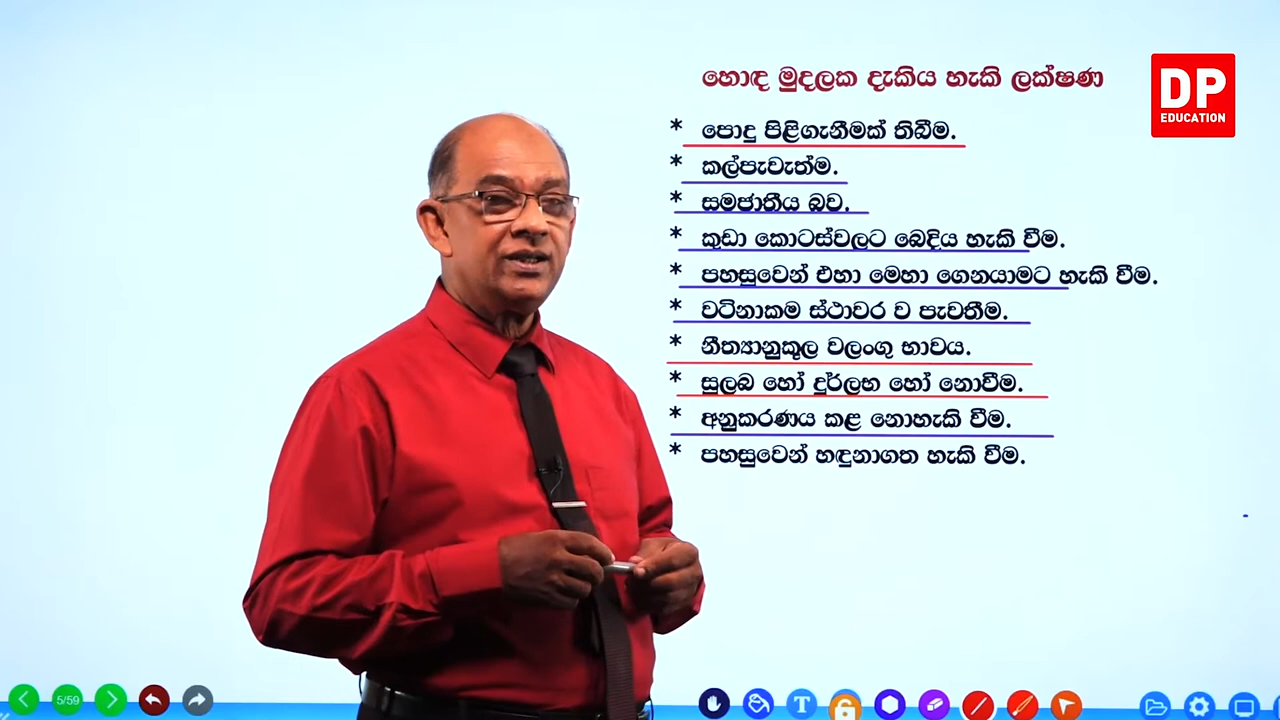 හොඳ මුදලක දැකිය හැකි ලක්ෂණ
DP
EDUCATION
* පොදු පිළිගැනීමක් තිබීම.
* කල්පැවැත්ම.
* සමජාතීය බව.
* කුඩා කොටස්වලට බෙදිය හැකි වීම.
* පහසුවෙන් එහා මෙහා ගෙනයාමට හැකි වීම.
* වටිනාකම ස්ථාවර ව පැවතීම.
* නීත්‍යානුකූල වලංගු භාවය.
* සුලබ හෝ දුර්ලභ හෝ නොවීම.
* අනුකරණය කළ නොහැකි වීම.
* පහසුවෙන් හඳුනාගත හැකි වීම.
5/59
T